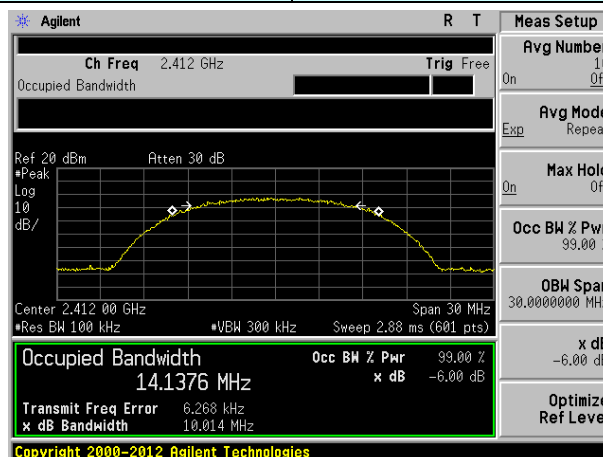 Agilent R T Meas Setup
Ch Freq 2.412 GHz Trig Free
Occupied Bandwidth
Ref 20 dBm Atten 30 dB
#Peak
Log
10
dB/
Center 2.412 00 GHz Span 30 MHz
#Res BW 100 kHz #VBW 300 kHz Sweep 2.88 ms (601 pts)
Occupied Bandwidth Occ BW % Pwr 99.00 %
14.1376 MHz x dB -6.00 dB
Transmit Freq Error 6.268 kHz
x dB Bandwidth 10.014 MHz
Copyright 2000-2012 Agilent Technologies
Avg Number
On
Avg Mode
Exp Repea
Max Hold
On
Occ BW % Pwr
99.00
OBW Span
30.0000000 MH
x dB
-6.00 d
Optimize
Ref Level